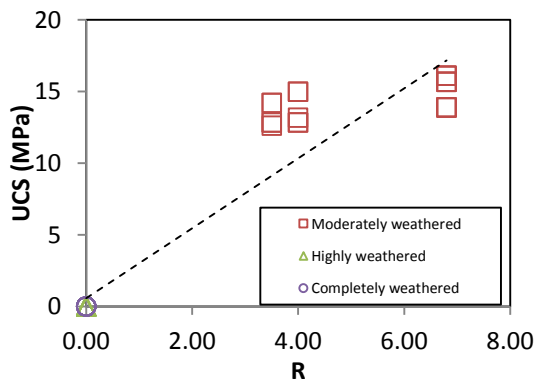 20
15
10
5
0
UCS (MPa)
Moderately weathered
Highly weathered
Completely weathered
0.00 2.00 4.00 6.00 8.00
R